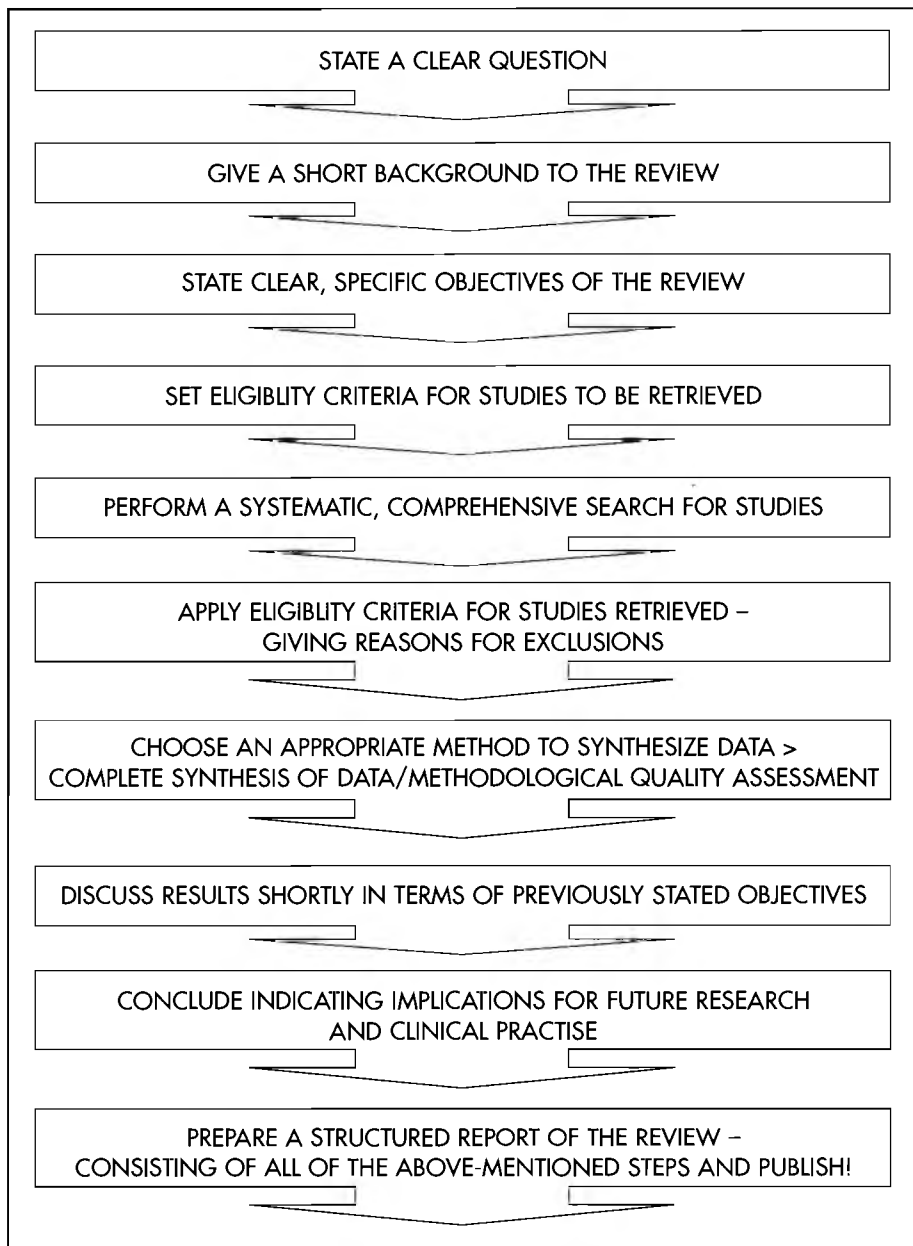 STATE A CLEAR QUESTION
GIVE A SHORT BACKGROUND TO THE REVIEW
STATE CLEAR, SPECIFIC OBJECTIVES OF THE REVIEW
SET ELIGIBLITY CRITERIA FOR STUDIES TO BE RETRIEVED
PERFORM A SYSTEMATIC, COMPREHENSIVE SEARCH FOR STUDIES
APPLY ELIGIBLITY CRITERIA FOR STUDIES RETRIEVED –
GIVING REASONS FOR EXCLUSIONS
CHOOSE AN APPROPRIATE METHOD TO SYNTHESIZE DATA >
COMPLETE SYNTHESIS OF DATA/METHODOLOGICAL QUALITY ASSESSMENT
DISCUSS RESULTS SHORTLY IN TERMS OF PREVIOUSLY STATED OBJECTIVES
CONCLUDE INDICATING IMPLICATIONS FOR FUTURE RESEARCH
AND CLINICAL PRACTISE
PREPARE A STRUCTURED REPORT OF THE REVIEW –
CONSISTING OF ALL OF THE ABOVE-MENTIONED STEPS AND PUBLISH!